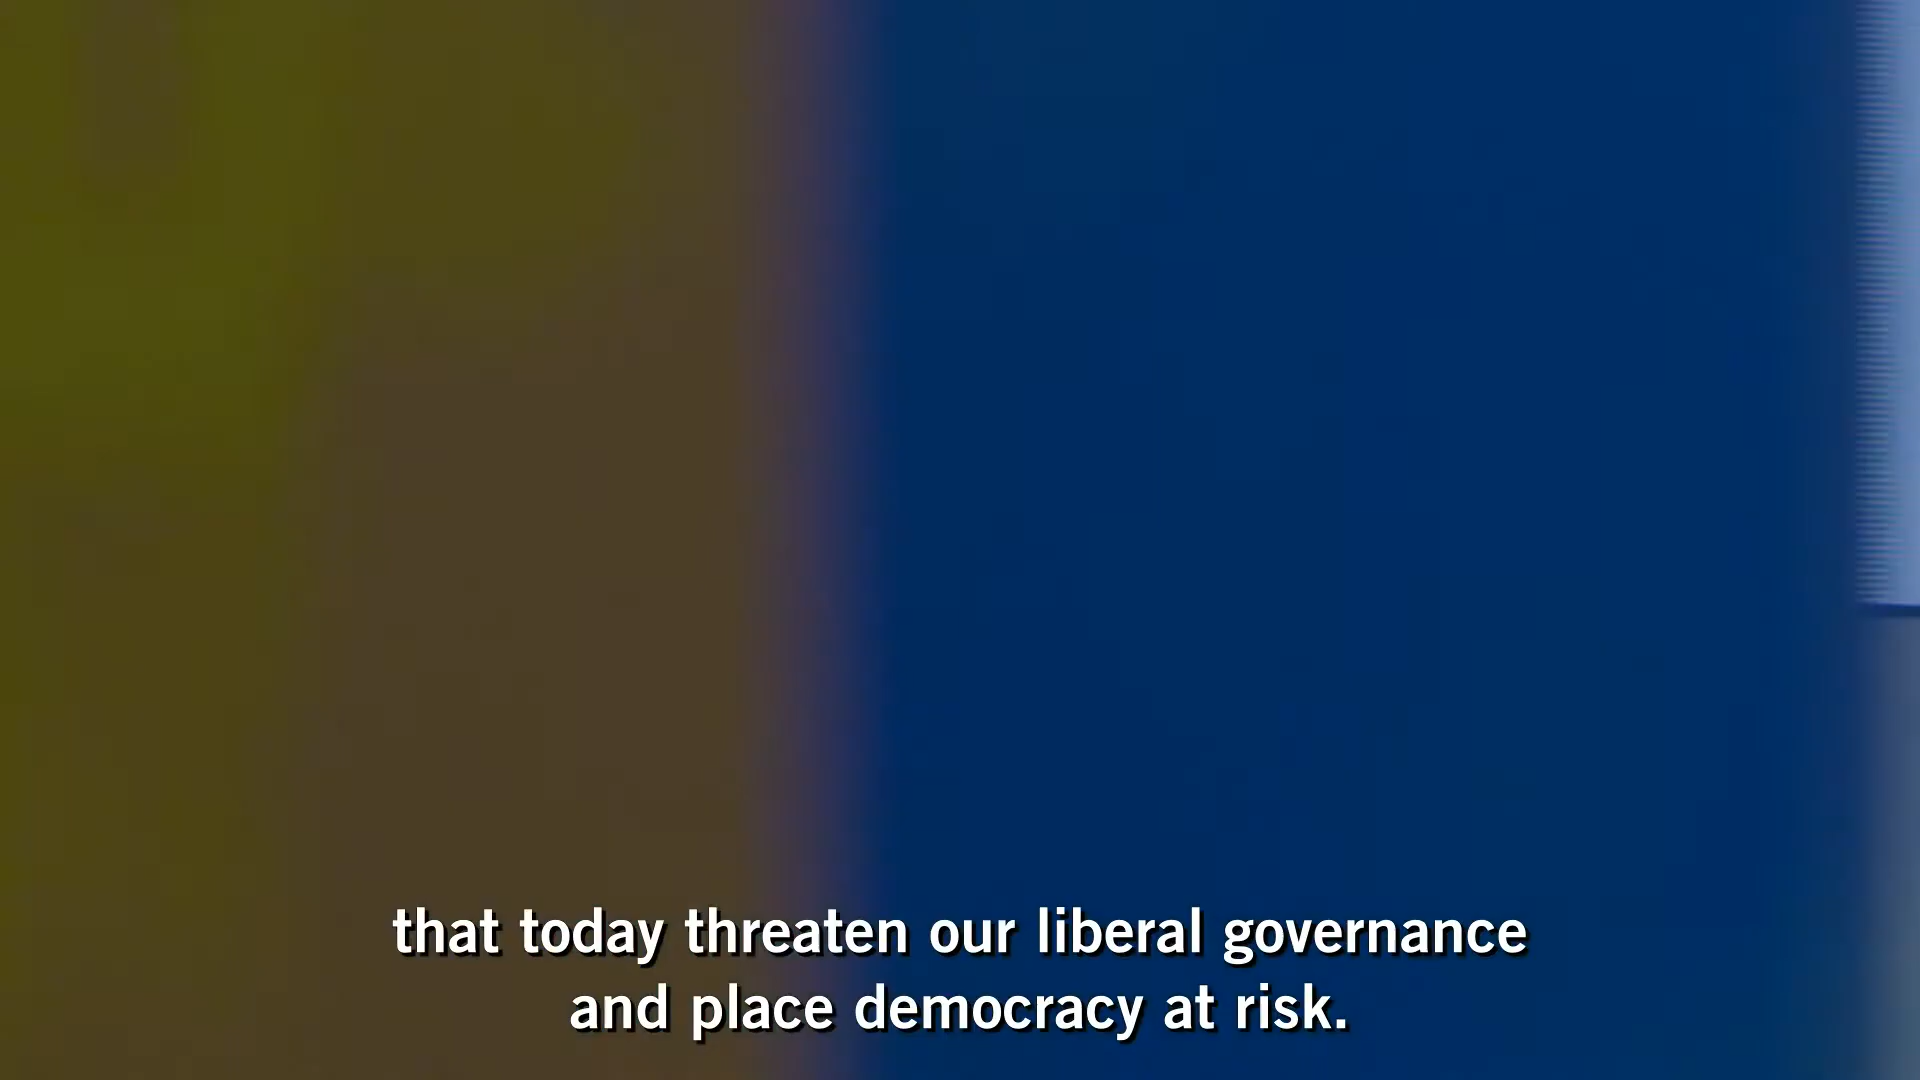 that today threaten our liberal governance
and place democracy at risk.